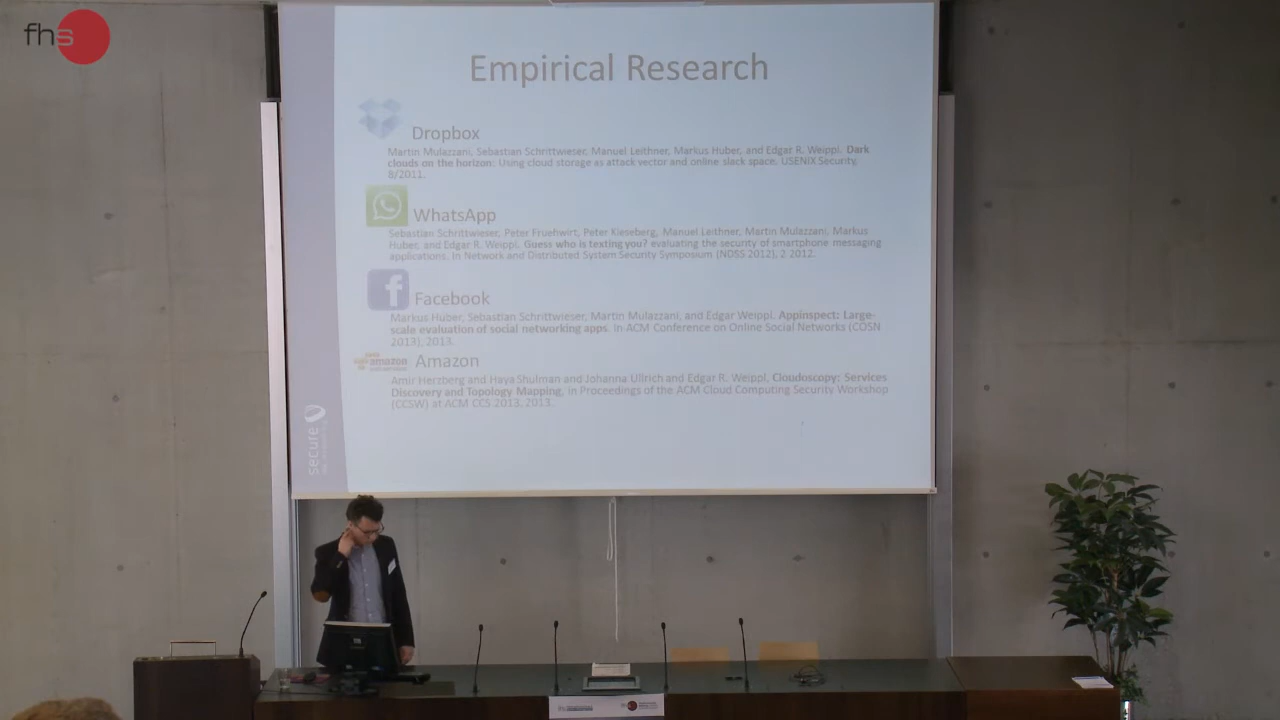 fhs
Empirical Research
Dropbox
Martin Mulazzani, Sebastian Schrittwieser, Manuel Leithner, Markus Huber, and Edgar R. Weippl. Dark
clouds on the horizon: Using cloud storage as attack vector and online slack space. USENIX Security,
8/2011.
WhatsApp
Sebastian Schrittwieser, Peter Fruehwirt, Peter Kieseberg, Manuel Leithner, Martin Mulazzani, Markus
Huber, and Edgar R. Weippl. Guess who is texting you? evaluating the security of smartphone messaging
applications. In Network and Distributed System Security Symposium (NDSS 2012), 2 2012.
Facebook
Markus Huber, Sebastian Schrittwieser, Martin Mulazzani, and Edgar Weippl. Appinspect: Large-
scale evaluation of social networking apps. In ACM Conference on Online Social Networks (COSN
2013), 2013.
amazon
Amazon
Amir Herzberg and Haya Shulman and Johanna Ullrich and Edgar R. Weippl, Cloudoscopy: Services
Discovery and Topology Mapping, in Proceedings of the ACM Cloud Computing Security Workshop
(CCSW) at ACM CCS 2013, 2013.
secure